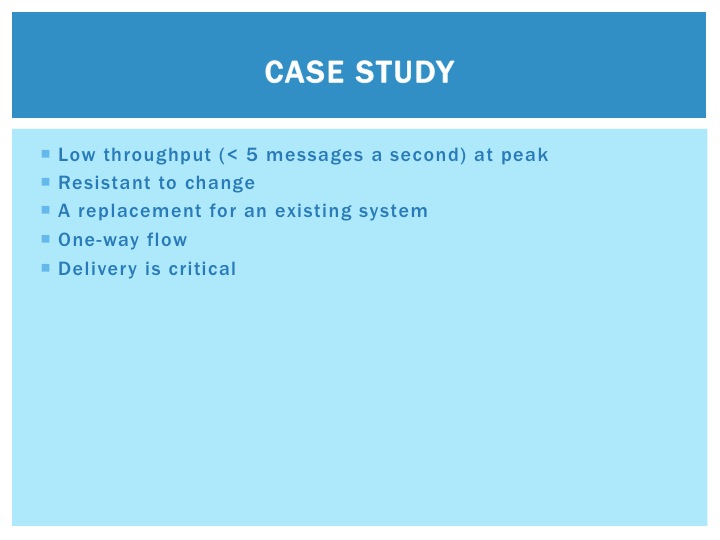 CASE STUDY
Low throughput (< 5 messages a second) at peak
Resistant to change
A replacement for an existing system
One-way flow
Delivery is critical